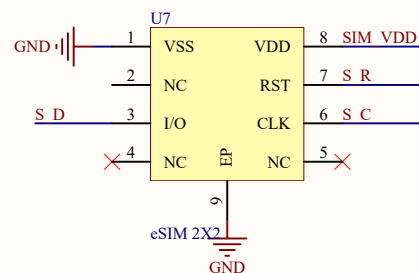 U7
GND 1 VSS VDD 8 SIM_VDD
2 NC RST 7 S_R
S_D 3 I/O CLK 6 S_C
4 NC EP NC 5
9
eSIM 2X2
GND